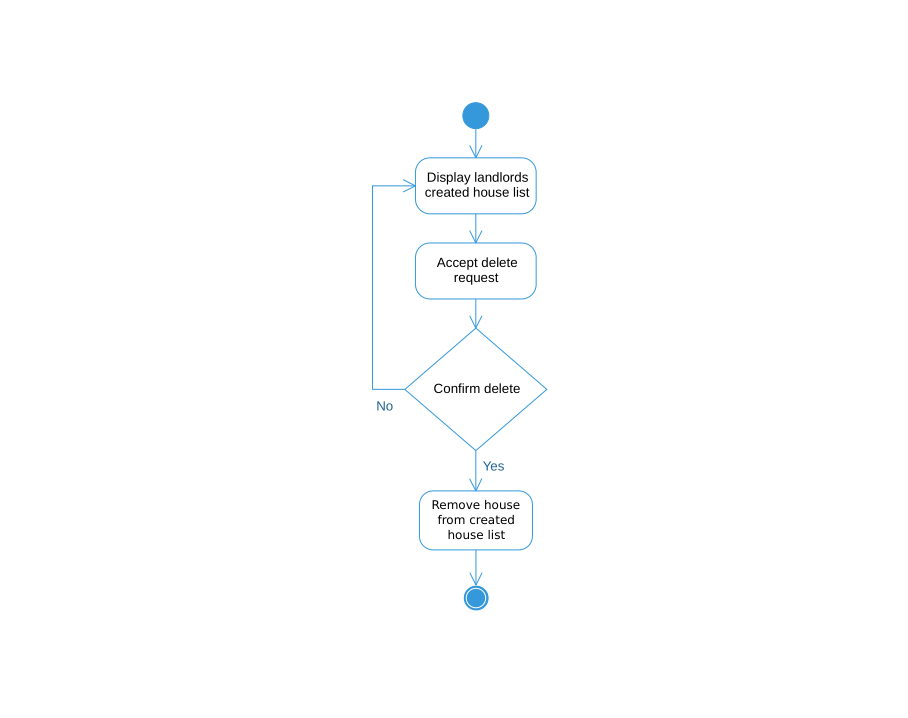 Display landlords
created house list
Accept delete
request
Confirm delete
No
Yes
Remove house
from created
house list